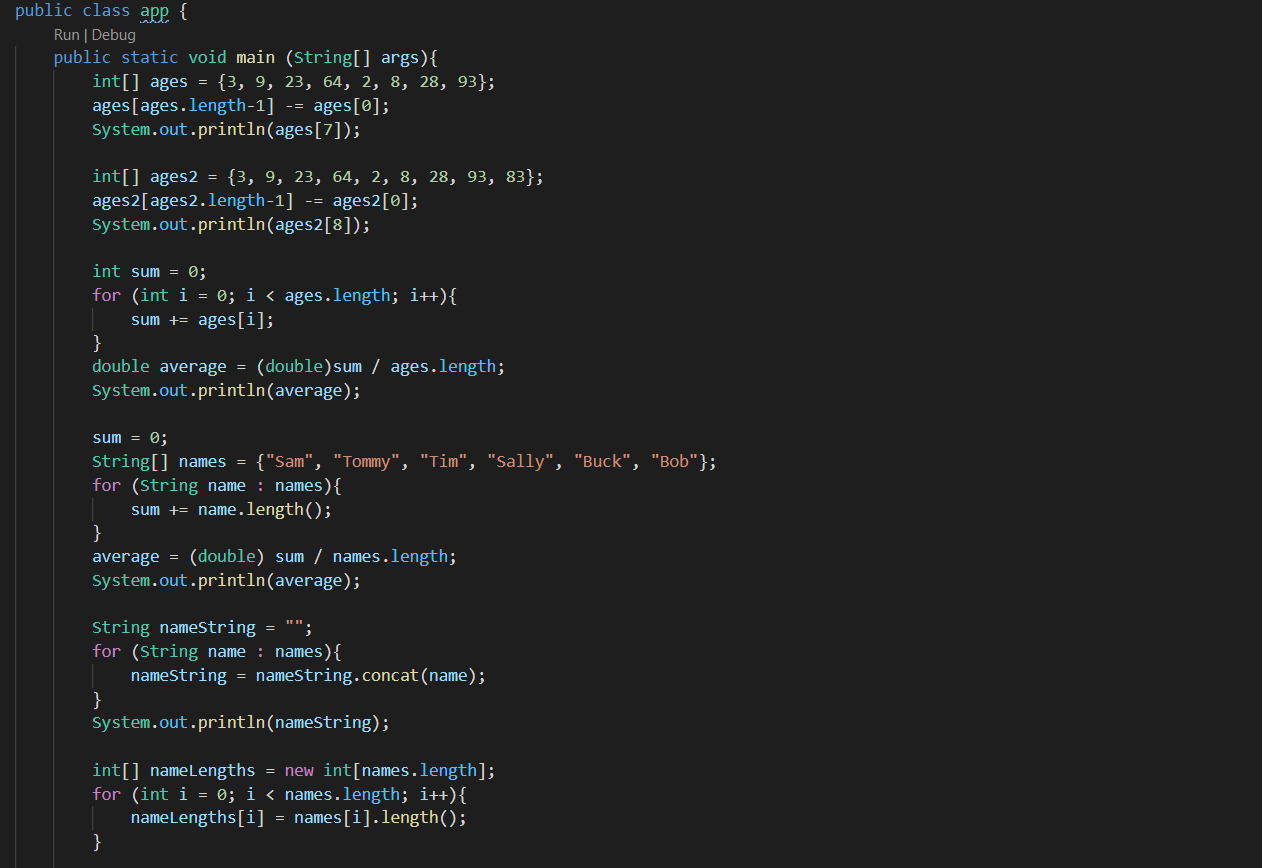 public class app {
Run | Debug
public static void main (String[] args){
int[] ages = {3, 9, 23, 64, 2, 8, 28, 93};
ages[ages.length-1] -= ages[0];
System.out.println(ages[7]);
int[] ages2 = {3, 9, 23, 64, 2, 8, 28, 93, 83};
ages2[ages2.length-1] -= ages2[0];
System.out.println(ages2[8]);
int sum = 0;
for (int i = 0; i < ages.length; i++){
sum += ages[i];
}
double average = (double)sum / ages.length;
System.out.println(average);
sum = 0;
String[] names = {"Sam", "Tommy", "Tim", "Sally", "Buck", "Bob"};
for (String name : names){
sum += name.length();
}
average = (double) sum / names.length;
System.out.println(average);
String nameString = "";
for (String name : names){
nameString = nameString.concat(name);
}
System.out.println(nameString);
int[] nameLengths = new int[names.length];
for (int i = 0; i < names.length; i++){
nameLengths[i] = names[i].length();
}